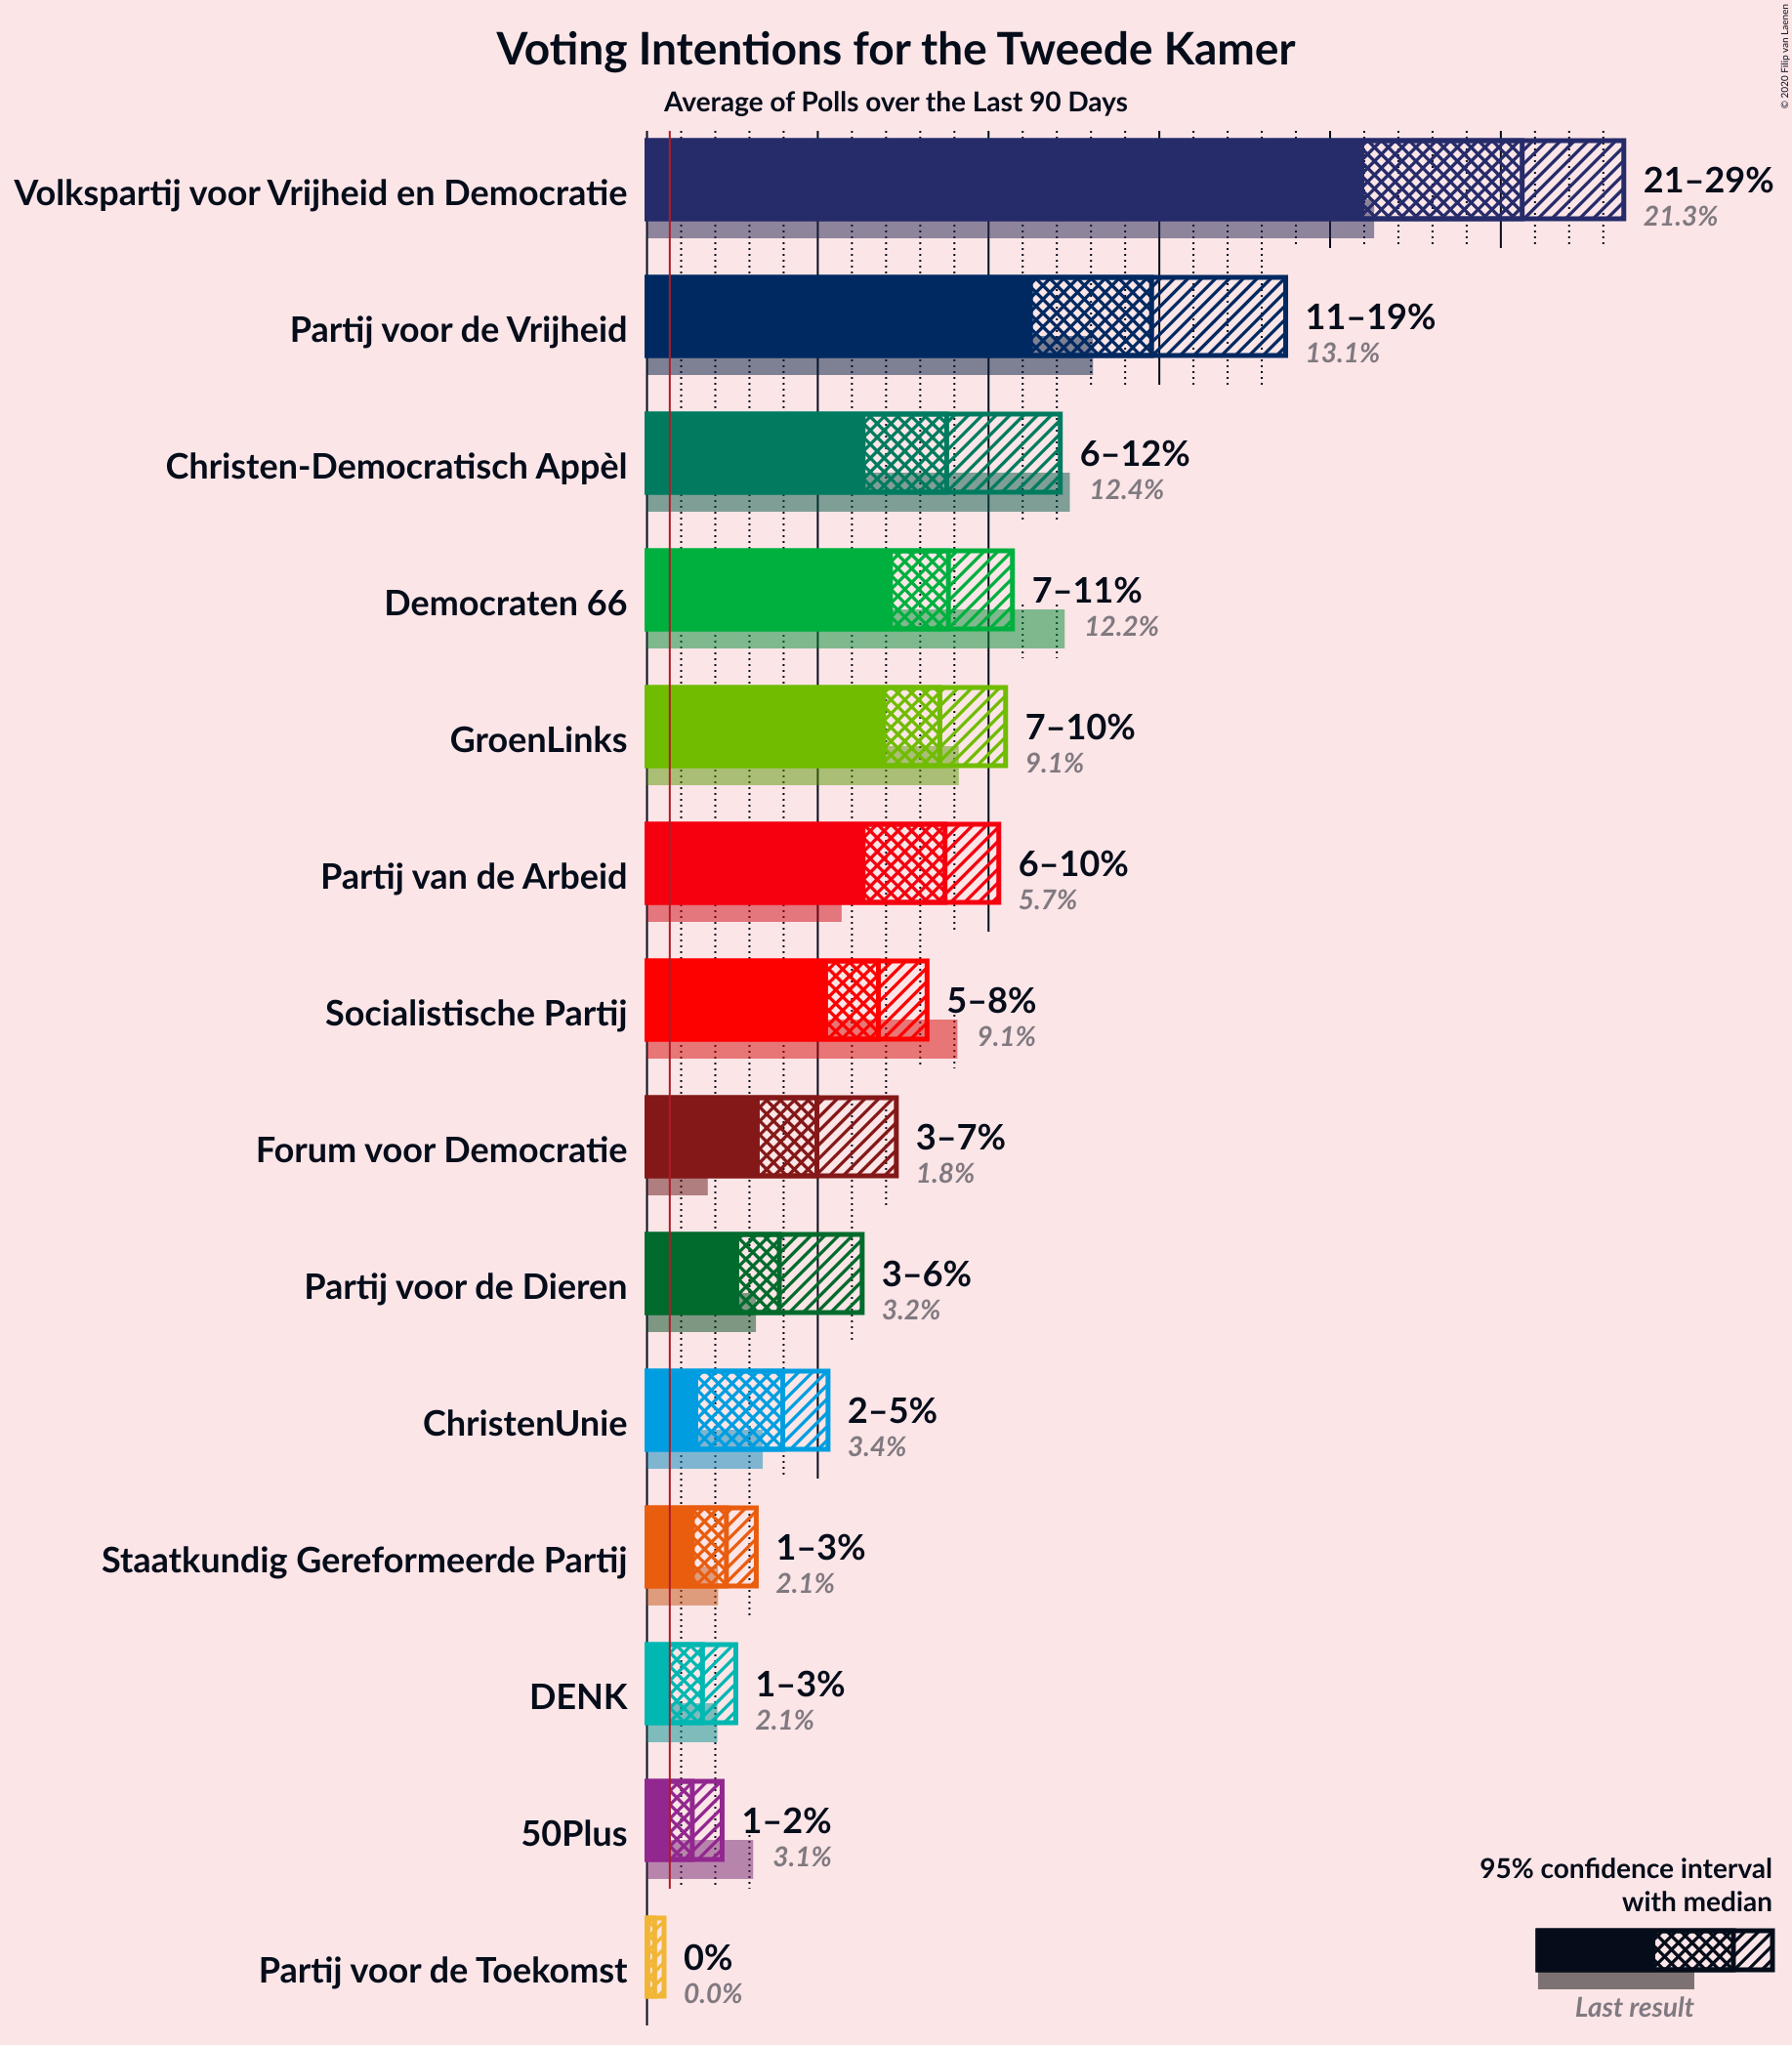 Voting Intentions for the Tweede Kamer
Average of Polls over the Last 90 Days
© 2020 Filip van Laenen
Volkspartij voor Vrijheid en Democratie
21–29%
21.3%
Partij voor de Vrijheid
11–19%
13.1%
Christen-Democratisch Appèl
6–12%
12.4%
Democraten 66
7–11%
12.2%
GroenLinks
7–10%
9.1%
Partij van de Arbeid
6–10%
5.7%
Socialistische Partij
5–8%
9.1%
Forum voor Democratie
3–7%
1.8%
Partij voor de Dieren
3–6%
3.2%
ChristenUnie
2–5%
3.4%
Staatkundig Gereformeerde Partij
1–3%
2.1%
DENK
1–3%
2.1%
50Plus
1–2%
3.1%
Partij voor de Toekomst
0%
0.0%
95% confidence interval
with median
Last result